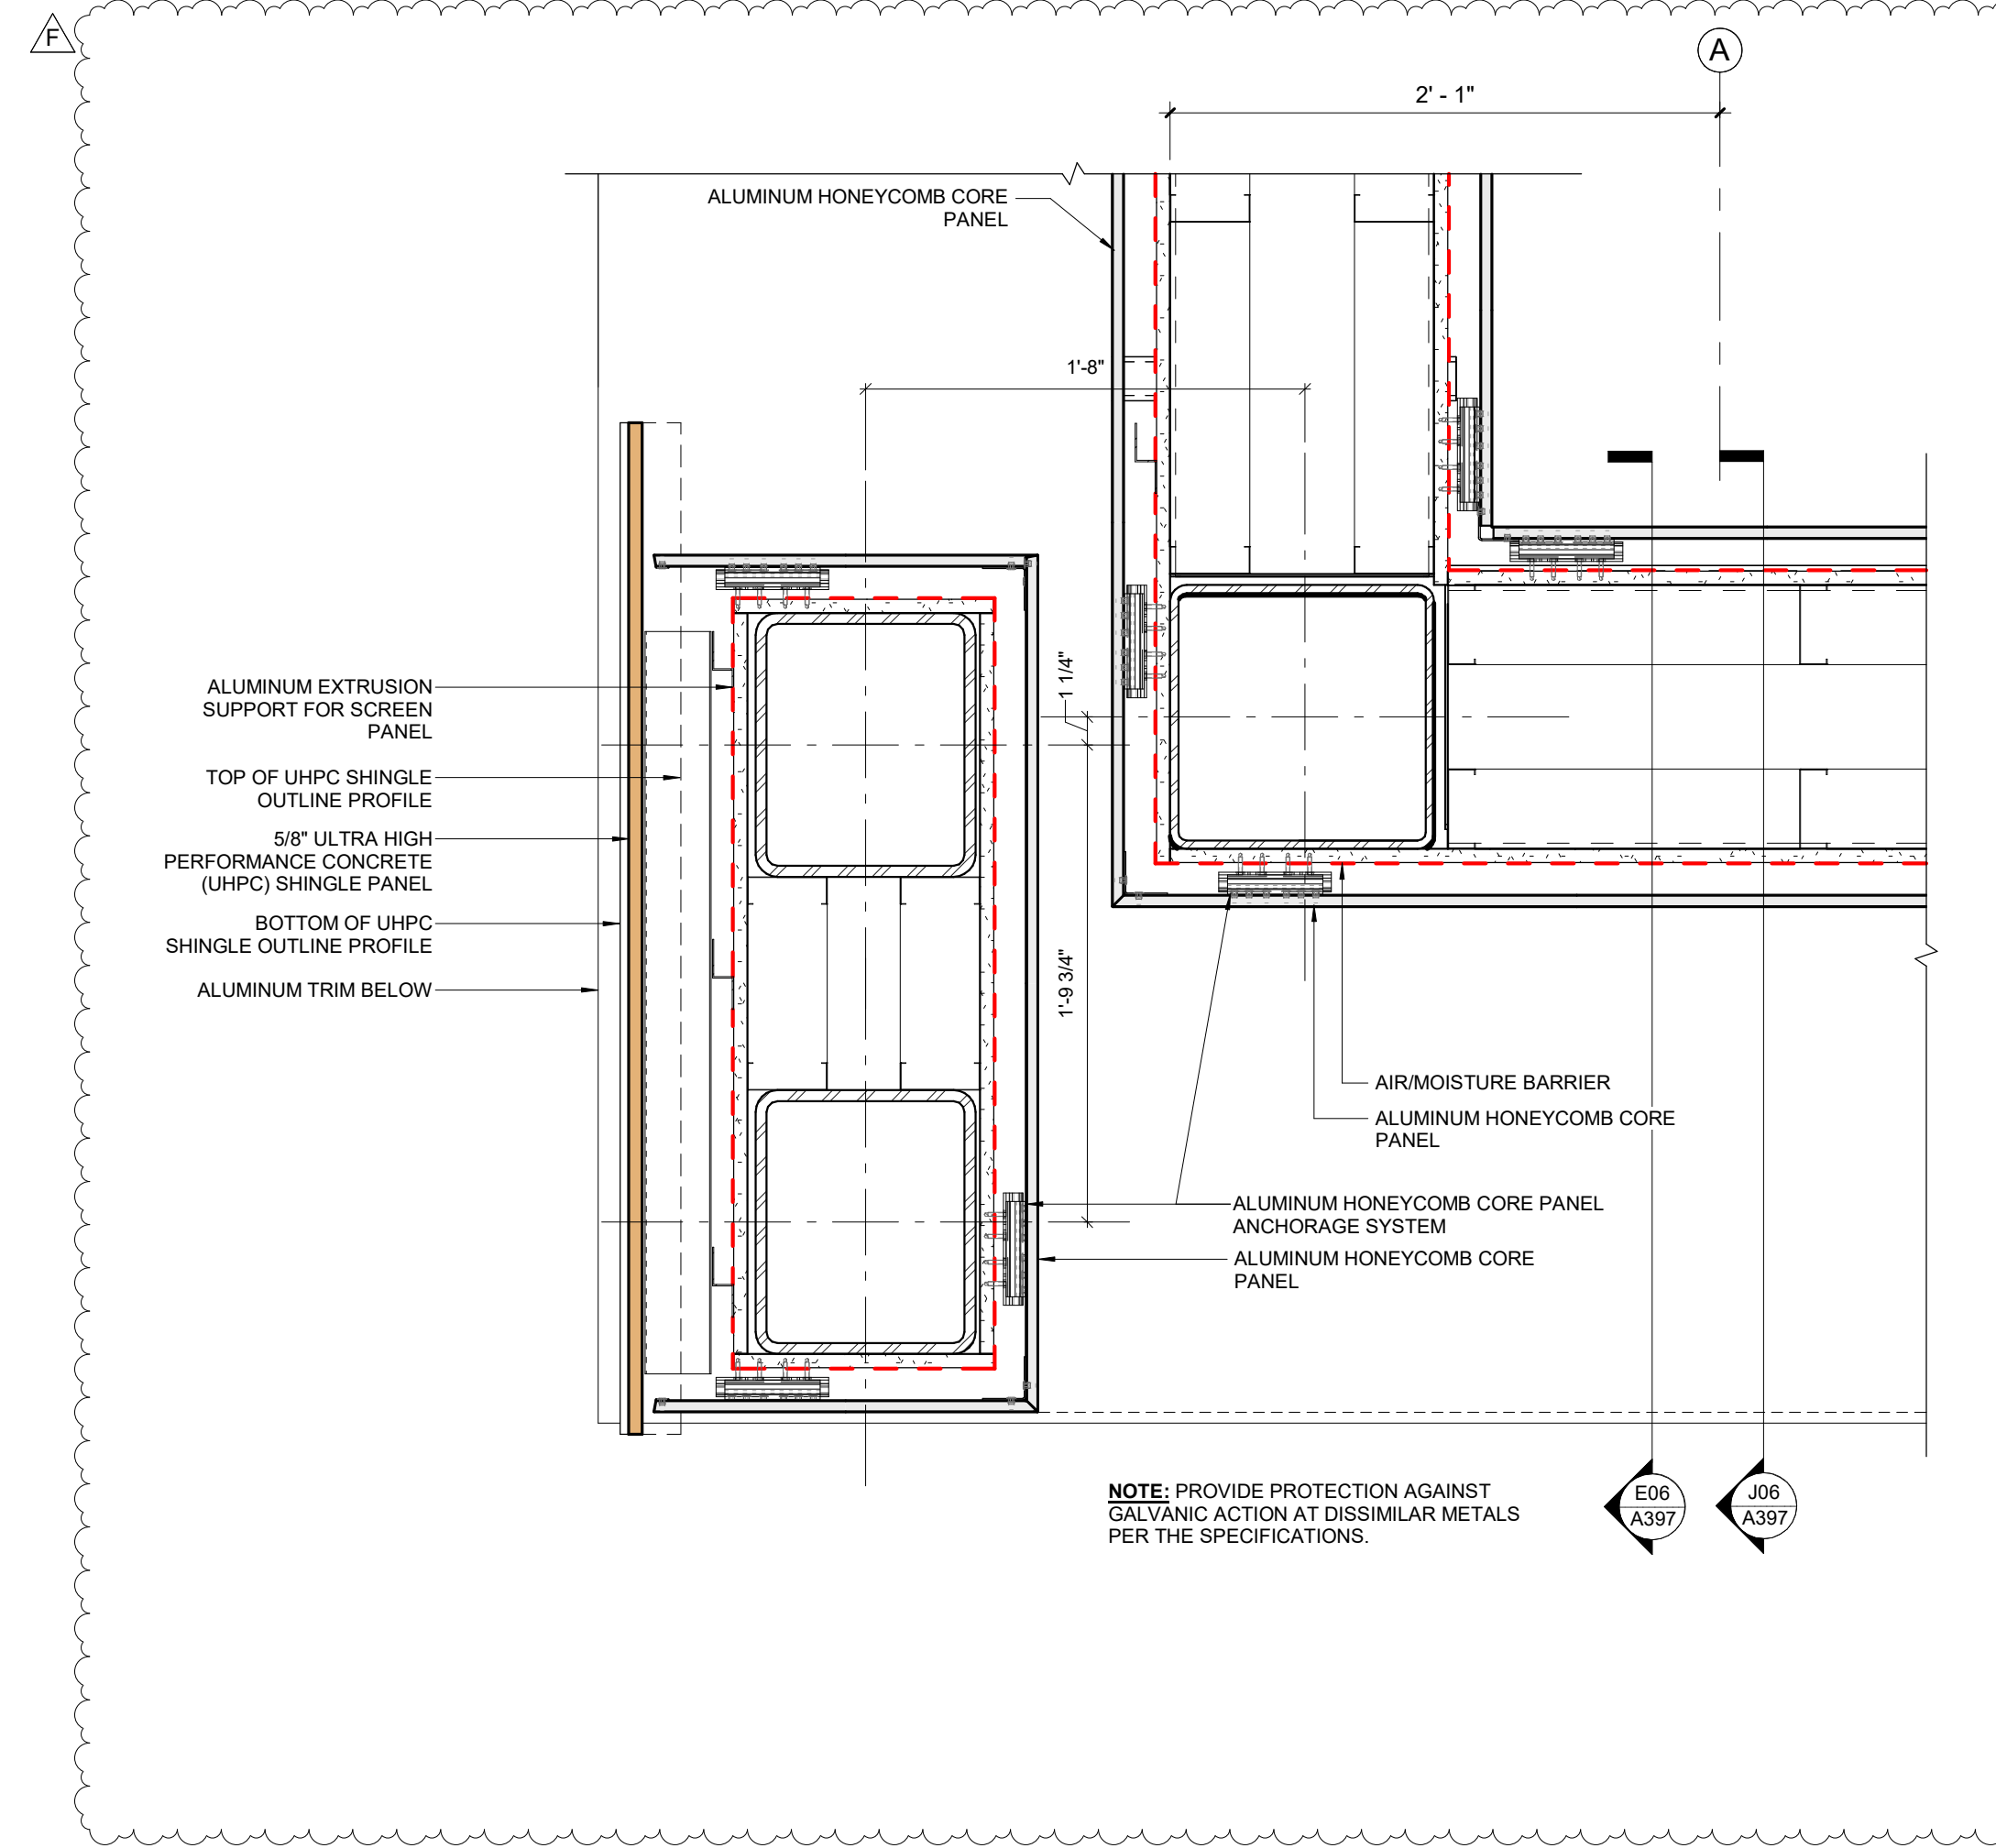 F
A
2' - 1"
ALUMINUM HONEYCOMB CORE
PANEL
1'-8"
1 1/4"
ALUMINUM EXTRUSION
SUPPORT FOR SCREEN
PANEL
TOP OF UHPC SHINGLE
OUTLINE PROFILE
5/8" ULTRA HIGH
PERFORMANCE CONCRETE
(UHPC) SHINGLE PANEL
BOTTOM OF UHPC
SHINGLE OUTLINE PROFILE
ALUMINUM TRIM BELOW
1'-9 3/4"
AIR/MOISTURE BARRIER
ALUMINUM HONEYCOMB CORE
PANEL
ALUMINUM HONEYCOMB CORE PANEL
ANCHORAGE SYSTEM
ALUMINUM HONEYCOMB CORE
PANEL
NOTE: PROVIDE PROTECTION AGAINST
GALVANIC ACTION AT DISSIMILAR METALS
PER THE SPECIFICATIONS.
E06
A397
J06
A397